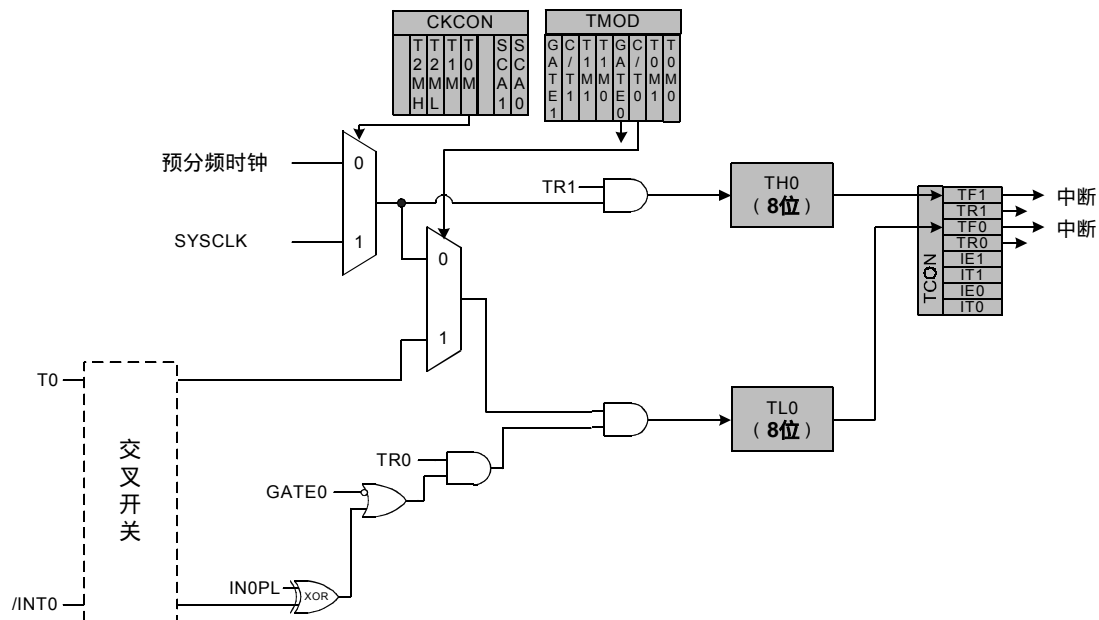 CKCON
T2MH
T2ML
T1M
T0M
SCA1
SCA0
TMOD
GATE1
C/T1
T1M1
T1M0
GATE0
C/T0
T0M1
T0M0
预分频时钟
0
SYSCLK
1
TR1
TH0
(8位)
TF1
中断
TR1
TF0
中断
TR0
IE1
IT1
IE0
IT0
TCON
0
1
T0
交叉开关
TL0
(8位)
TR0
GATE0
IN0PL
XOR
/INT0